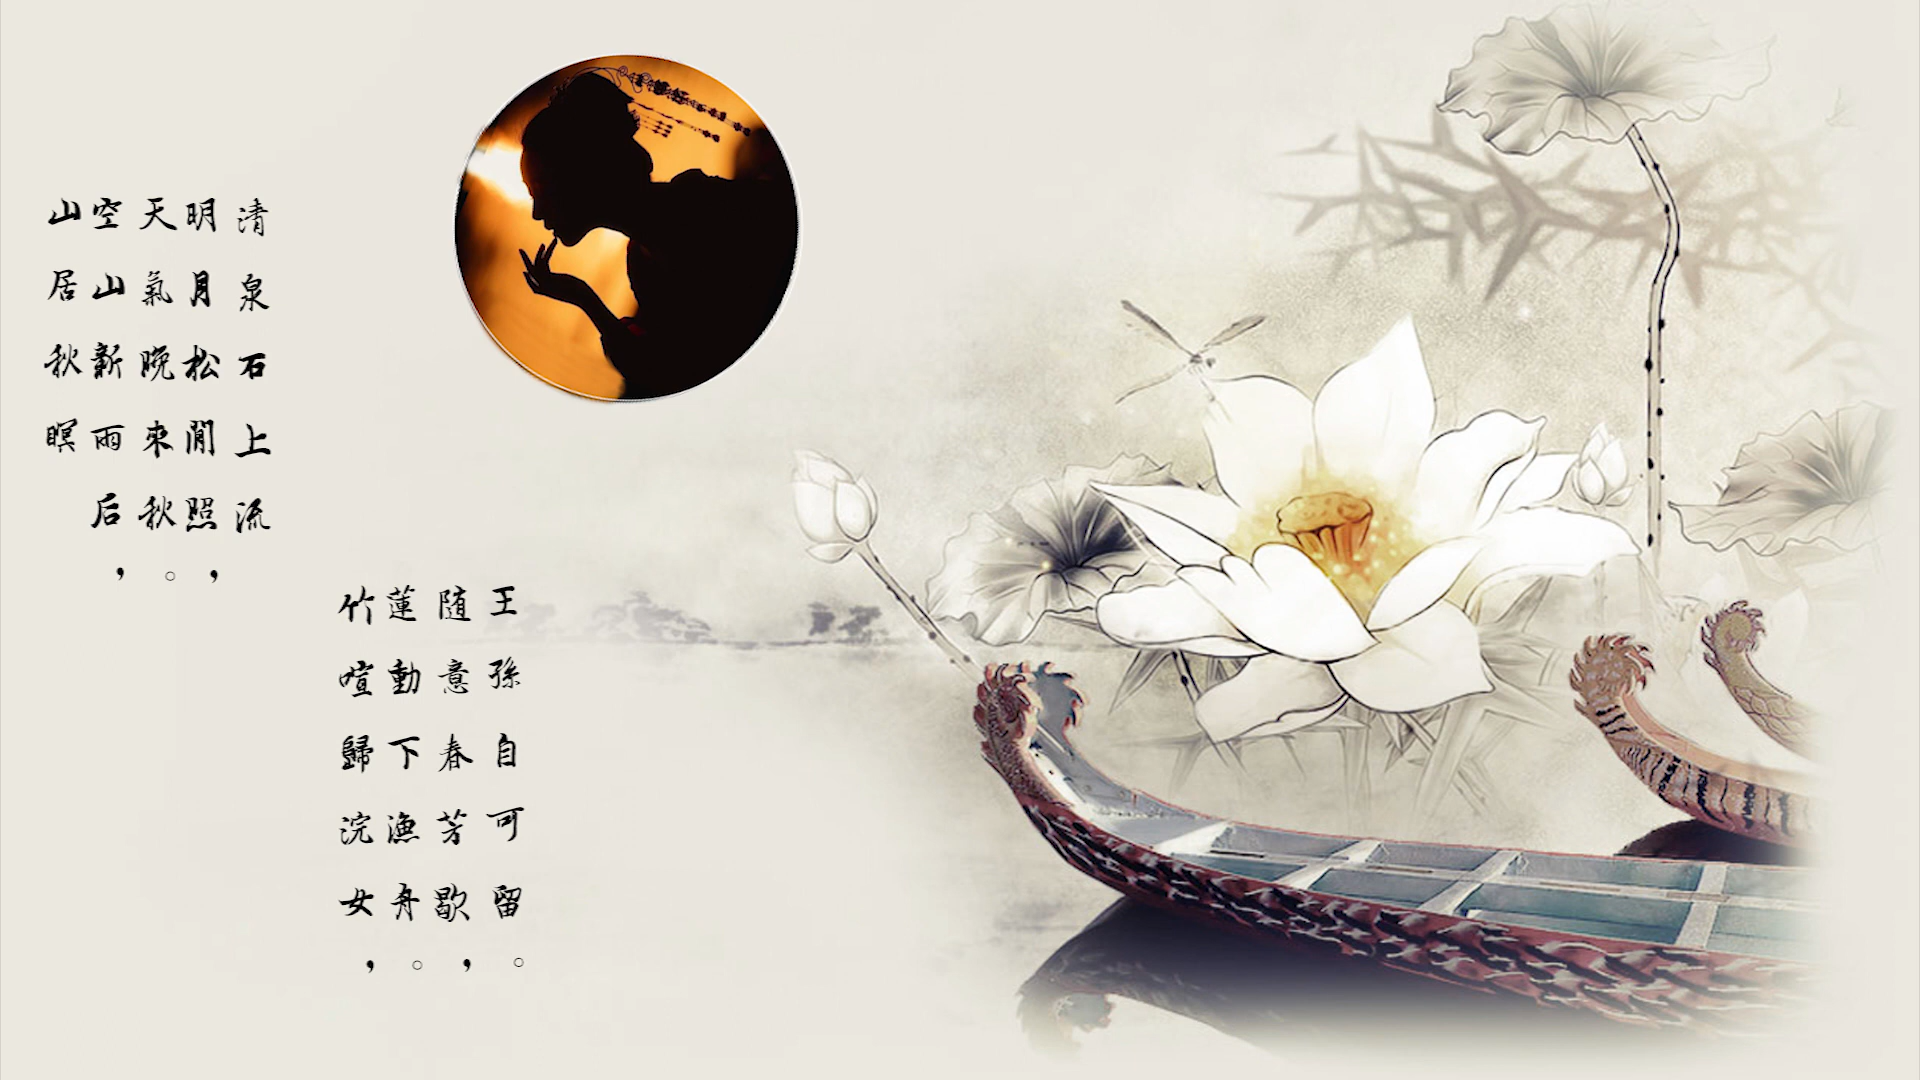 山居秋暝
空山新雨后，
天氣晚來秋。
明月松閒照，
清泉石上流
竹喧歸浣女，
蓮動下漁舟。
随意春芳歇，
王孫自可留。